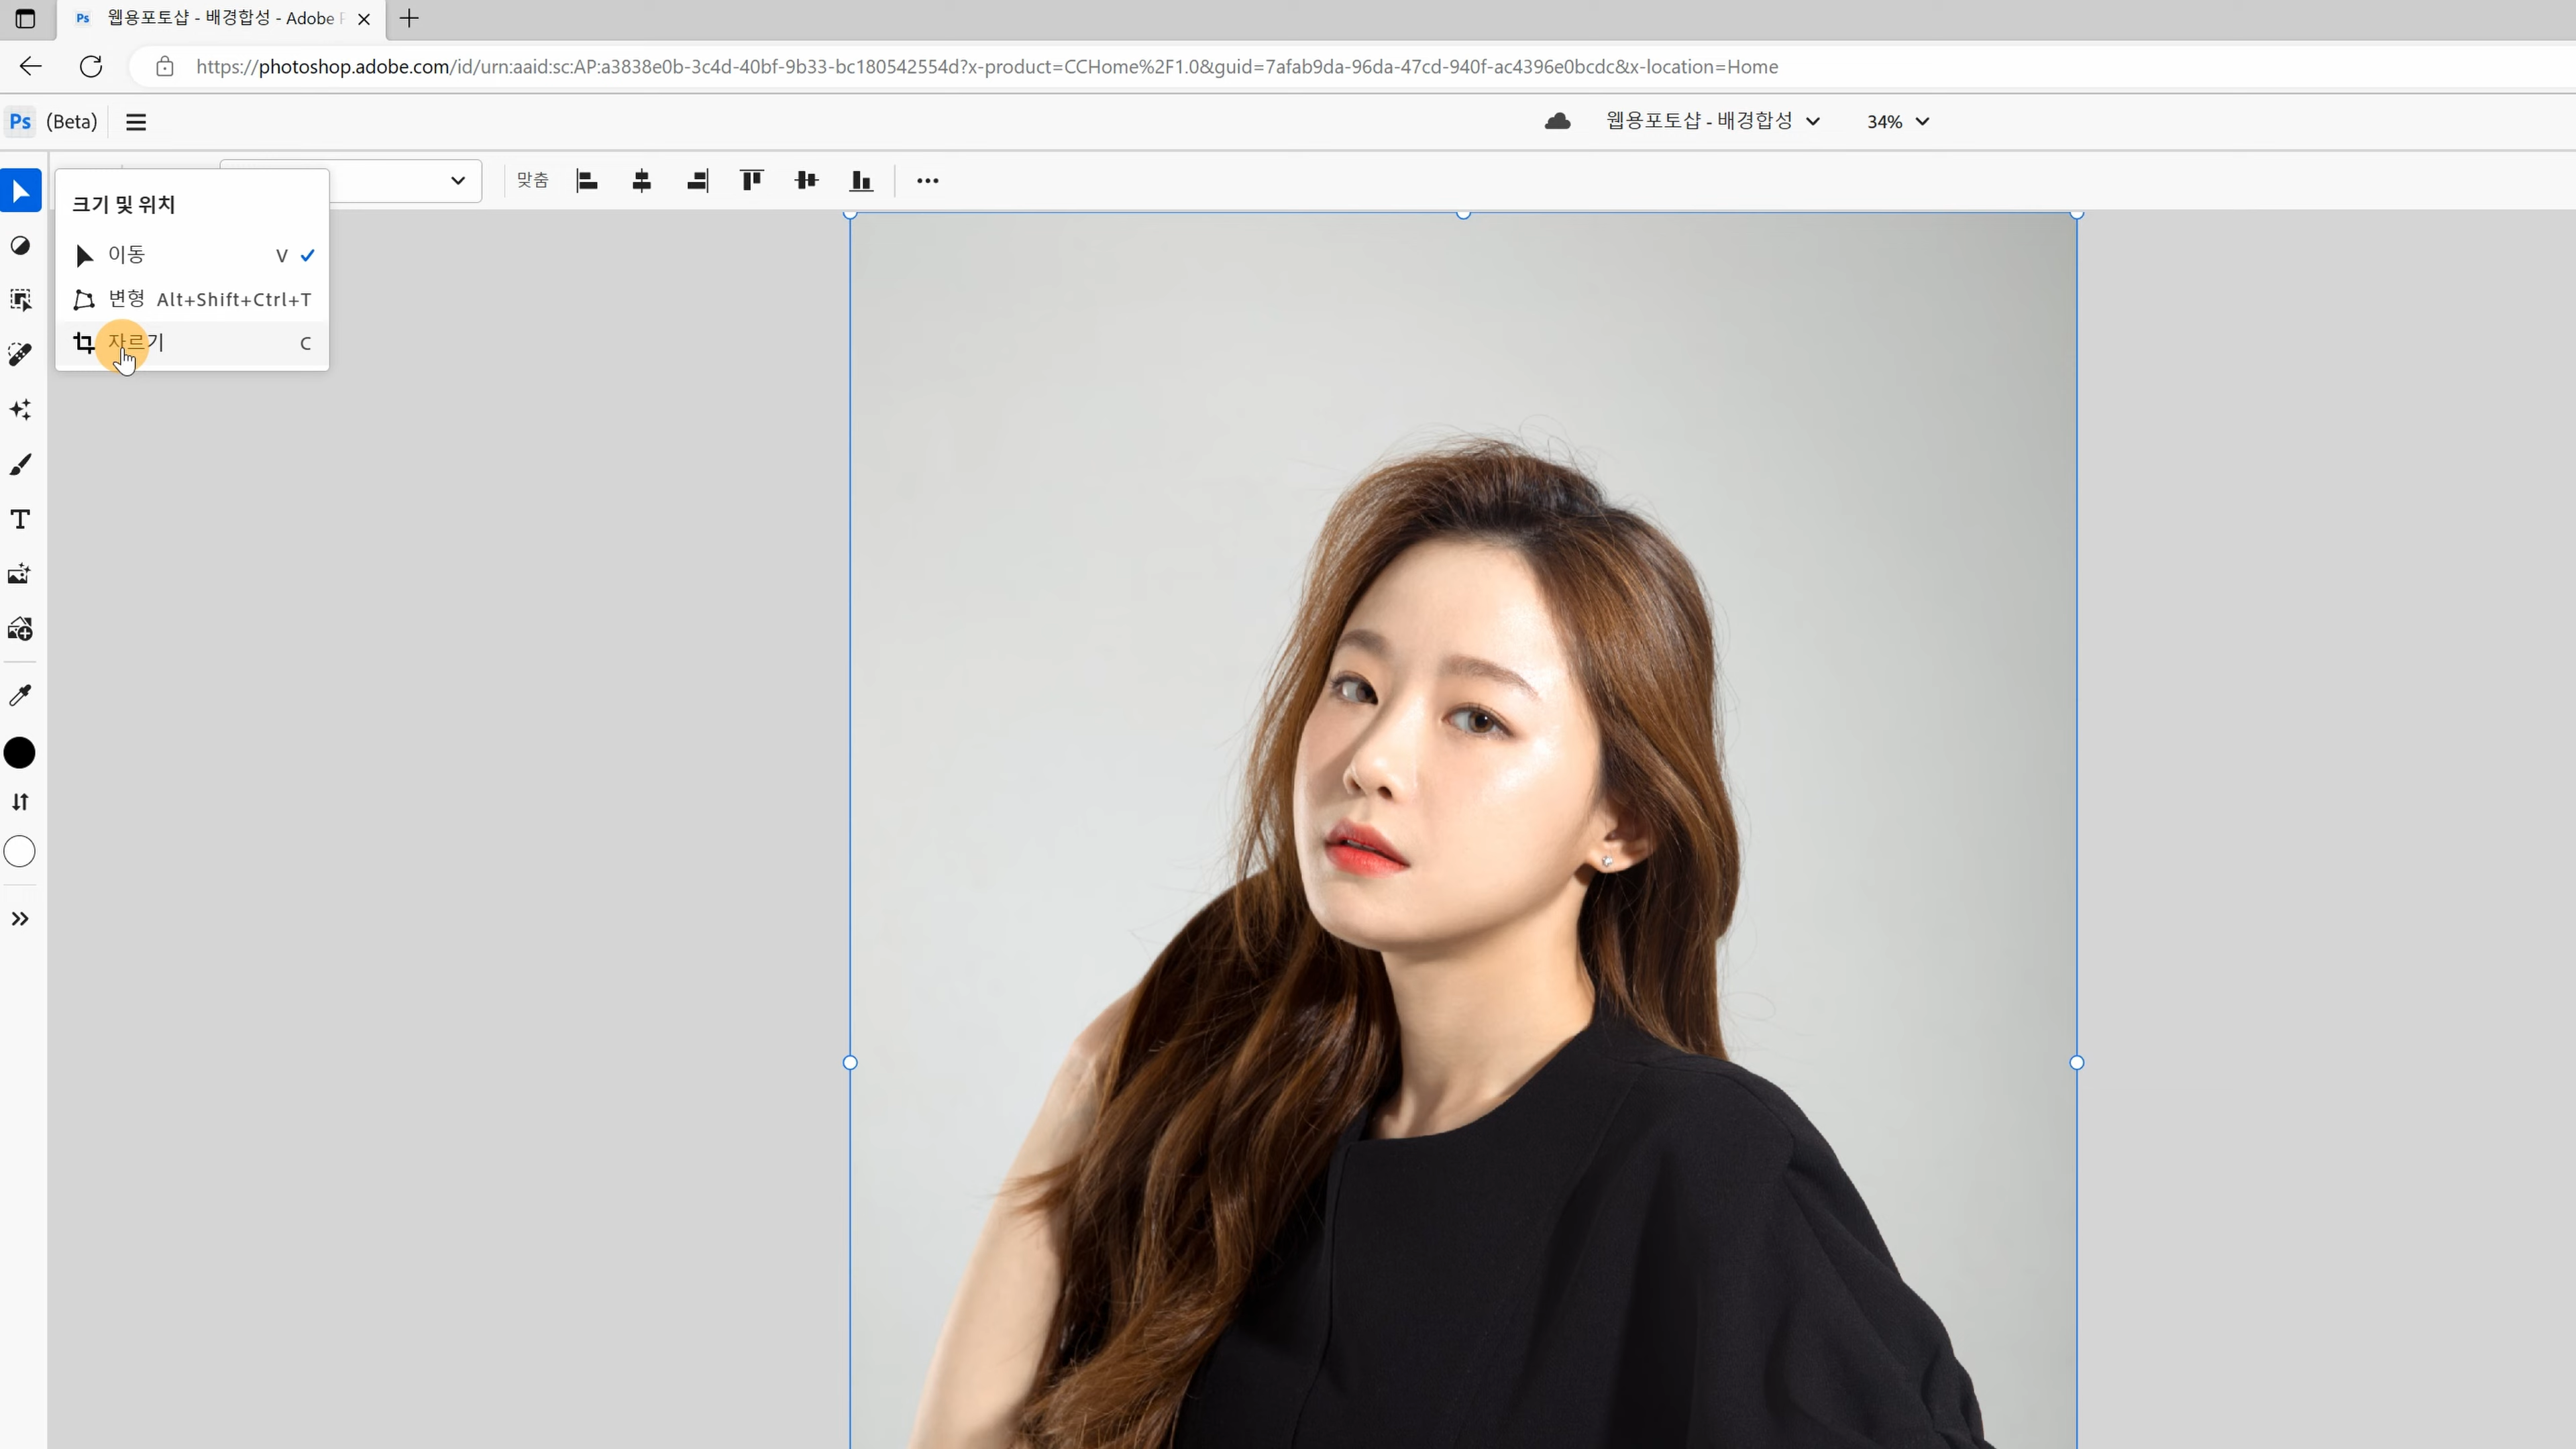 Ps 웹용포토샵 - 배경합성 - Adobe
https://photoshop.adobe.com/id/urn:aaid:sc:AP:a3838e0b-3c4d-40bf-9b33-bc180542554d?x-product=CCHome%2F1.0&guid=7afab9da-96da-47cd-940f-ac4396e0bcdc&x-location=Home
Ps (Beta) 웹용포토샵 - 배경합성 34%
맞춤
크기 및 위치
이동 V
변형 Alt+Shift+Ctrl+T
자르기 C